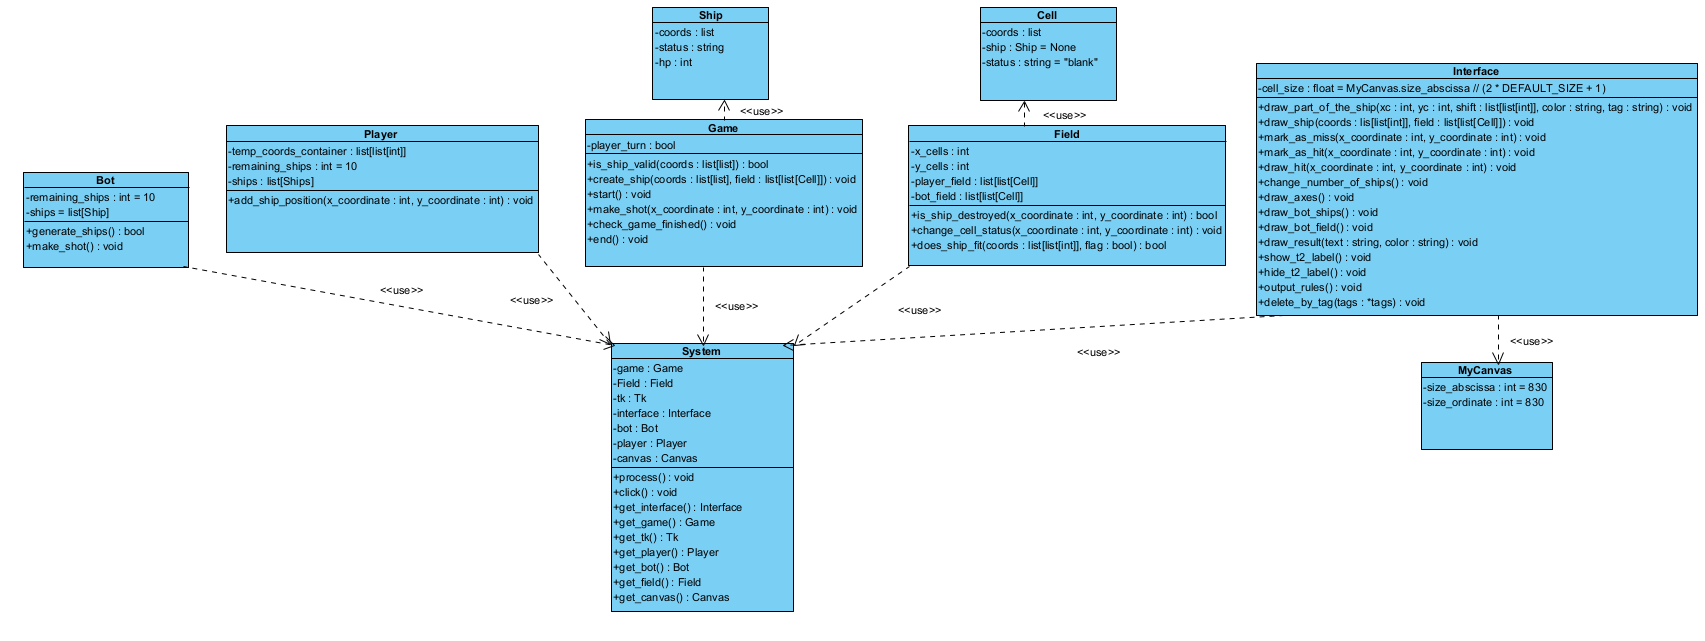 Ship
-coords : list
-status : string
-hp : int
Cell
-coords : list
-ship : Ship = None
-status : string = "blank"
<<use>>
<<use>>
Bot
-remaining_ships : int = 10
-ships = list[Ship]
+generate_ships() : bool
+make_shot() : void
Player
-temp_coords_container : list[list[int]]
-remaining_ships : int = 10
-ships : list[Ships]
+add_ship_position(x_coordinate : int, y_coordinate : int) : void
Game
-player_turn : bool
+is_ship_valid(coords : list[list]) : bool
+create_ship(coords : list[list], field : list[list[Cell]]) : void
+start() : void
+make_shot(x_coordinate : int, y_coordinate : int) : void
+check_game_finished() : void
+end() : void
Field
-x_cells : int
-y_cells : int
-player_field : list[list[Cell]]
-bot_field : list[list[Cell]]
+is_ship_destroyed(x_coordinate : int, y_coordinate : int) : bool
+change_cell_status(x_coordinate : int, y_coordinate : int) : void
+does_ship_fit(coords : list[list[int]], flag : bool) : bool
Interface
-cell_size : float = MyCanvas.size_abscissa // (2 * DEFAULT_SIZE + 1)
+draw_part_of_the_ship(xc : int, yc : int, shift : list[list[int]], color : string, tag : string) : void
+draw_ship(coords : lis[list[int]], field : list[list[Cell]]) : void
+mark_as_miss(x_coordinate : int, y_coordinate : int) : void
+mark_as_hit(x_coordinate : int, y_coordinate : int) : void
+draw_hit(x_coordinate : int, y_coordinate : int) : void
+change_number_of_ships() : void
+draw_axes() : void
+draw_bot_ships() : void
+draw_bot_field() : void
+draw_result(text : string, color : string) : void
+show_t2_label() : void
+hide_t2_label() : void
+output_rules() : void
+delete_by_tag(tags : *tags) : void
<<use>>
<<use>>
<<use>>
<<use>>
<<use>>
<<use>>
System
-game : Game
-Field : Field
-tk : Tk
-interface : Interface
-bot : Bot
-player : Player
-canvas : Canvas
+process() : void
+click() : void
+get_interface() : Interface
+get_game() : Game
+get_tk() : Tk
+get_player() : Player
+get_bot() : Bot
+get_field() : Field
+get_canvas() : Canvas
MyCanvas
-size_abscissa : int = 830
-size_ordinate : int = 830